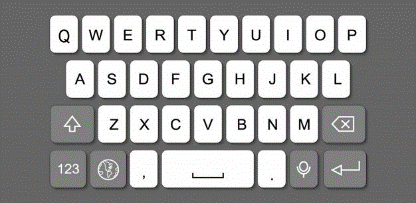 Q W E R T Y U I O P
A S D F G H J K L
Z X C V B N M
123 , .